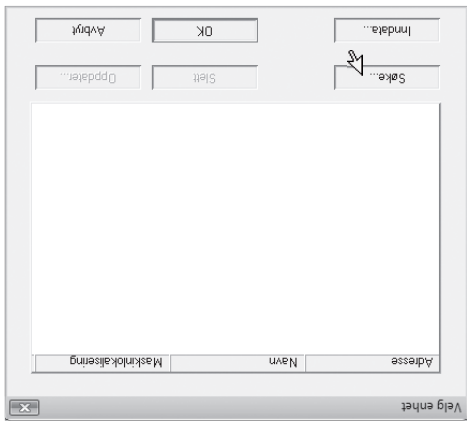 Velg enhet
Adresse Navn Maskinlokalisering
Søke... Slett Oppdater...
Inndata... OK Avbryt